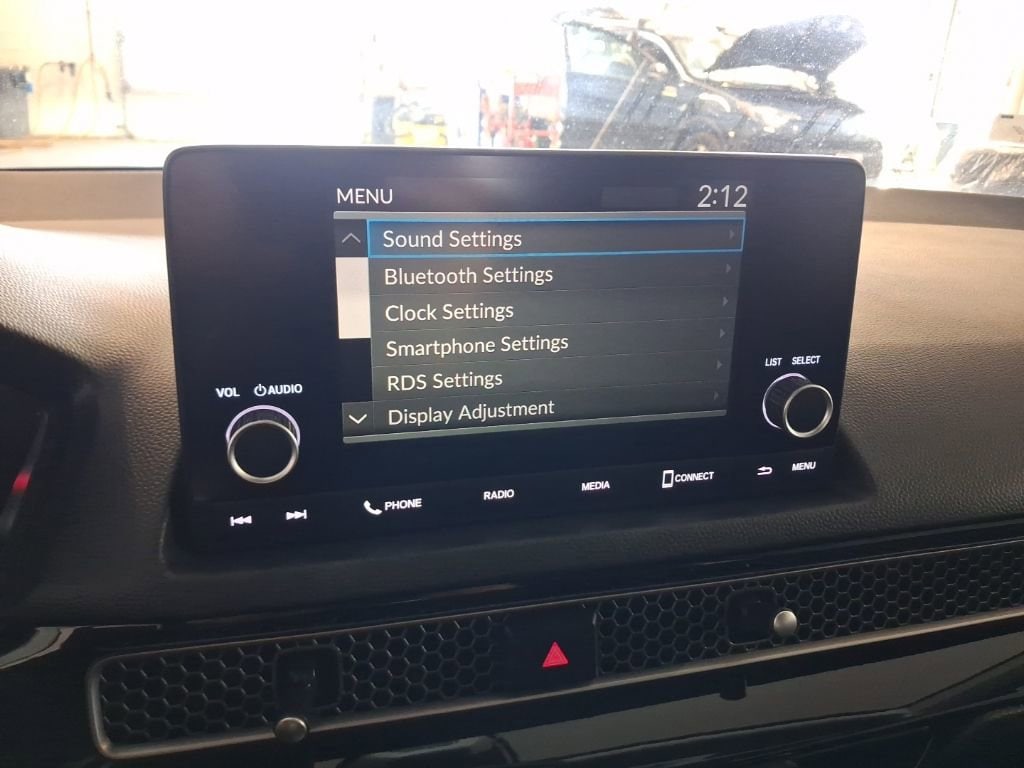 MENU 2:12
Sound Settings
Bluetooth Settings
Clock Settings
Smartphone Settings
RDS Settings
Display Adjustment
VOL AUDIO
LIST SELECT
PHONE RADIO MEDIA CONNECT MENU